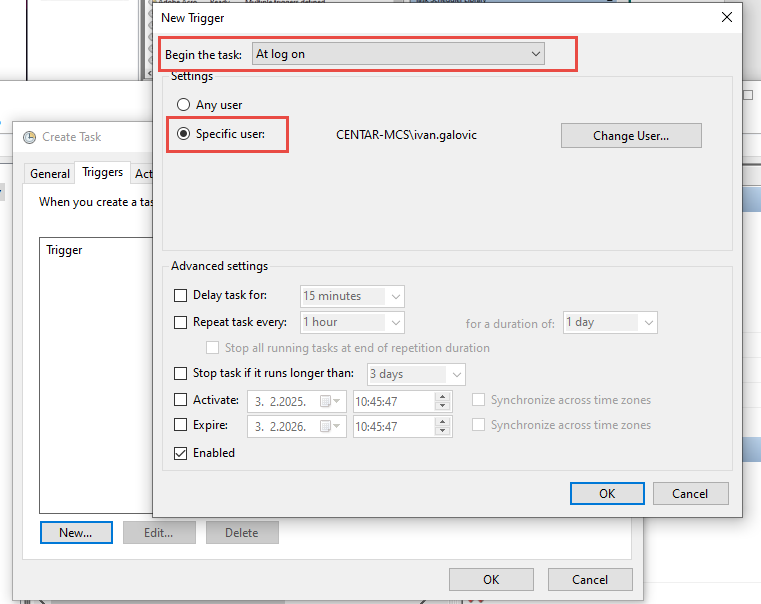 New Trigger
Begin the task: At log on
Settings
Any user
Specific user: CENTAR-MCS\ivan.galovic Change User...
Create Task
General Triggers Act
When you create a tas
Trigger
Advanced settings
Delay task for: 15 minutes
Repeat task every: 1 hour for a duration of: 1 day
Stop all running tasks at end of repetition duration
Stop task if it runs longer than: 3 days
Activate: 3. 2.2025. 10:45:47 Synchronize across time zones
Expire: 3. 2.2026. 10:45:47 Synchronize across time zones
Enabled
OK Cancel
New... Edit... Delete
OK Cancel